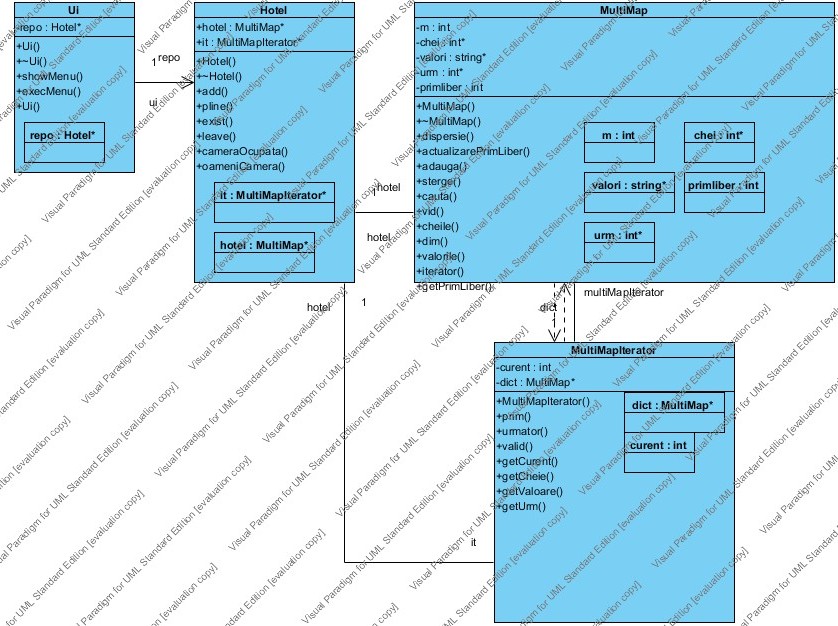 Ui
-repo : Hotel*
+Ui()
+~Ui()
+showMenu()
+execMenu()
+Ui()
repo : Hotel*
repo
1
ui
Hotel
+hotel : MultiMap*
+it : MultiMapIterator
+Hotel()
+~Hotel()
+add()
+pline()
+exist()
+leave()
+cameraOcupata()
+oameniCamera()
it : MultiMapIterator*
hotel : MultiMap*
hotel
1
hotel
MultiMap
-m : int
-chei : int*
-valori : string*
-urm : int*
-primliber : int
+MultiMap()
+~MultiMap()
+dispersie()
+actualizarePrimLiber()
+adauga()
+sterge()
+cauta()
+vid()
+cheile()
+dim()
+valorile()
+iterator()
+getPrimLiber()
m : int
chei : int*
valori : string*
primliber : int
urm : int*
hotel
1
it
dict
1
multiMapIterator
MultiMapIterator
-curent : int
-dict : MultiMap*
+MultiMapIterator()
+prim()
+urmator()
+valid()
+getCurent()
+getCheie()
+getValoare()
+getUrm()
dict : MultiMap*
curent : int
Visual Paradigm for UML Standard Edition [evaluation copy]